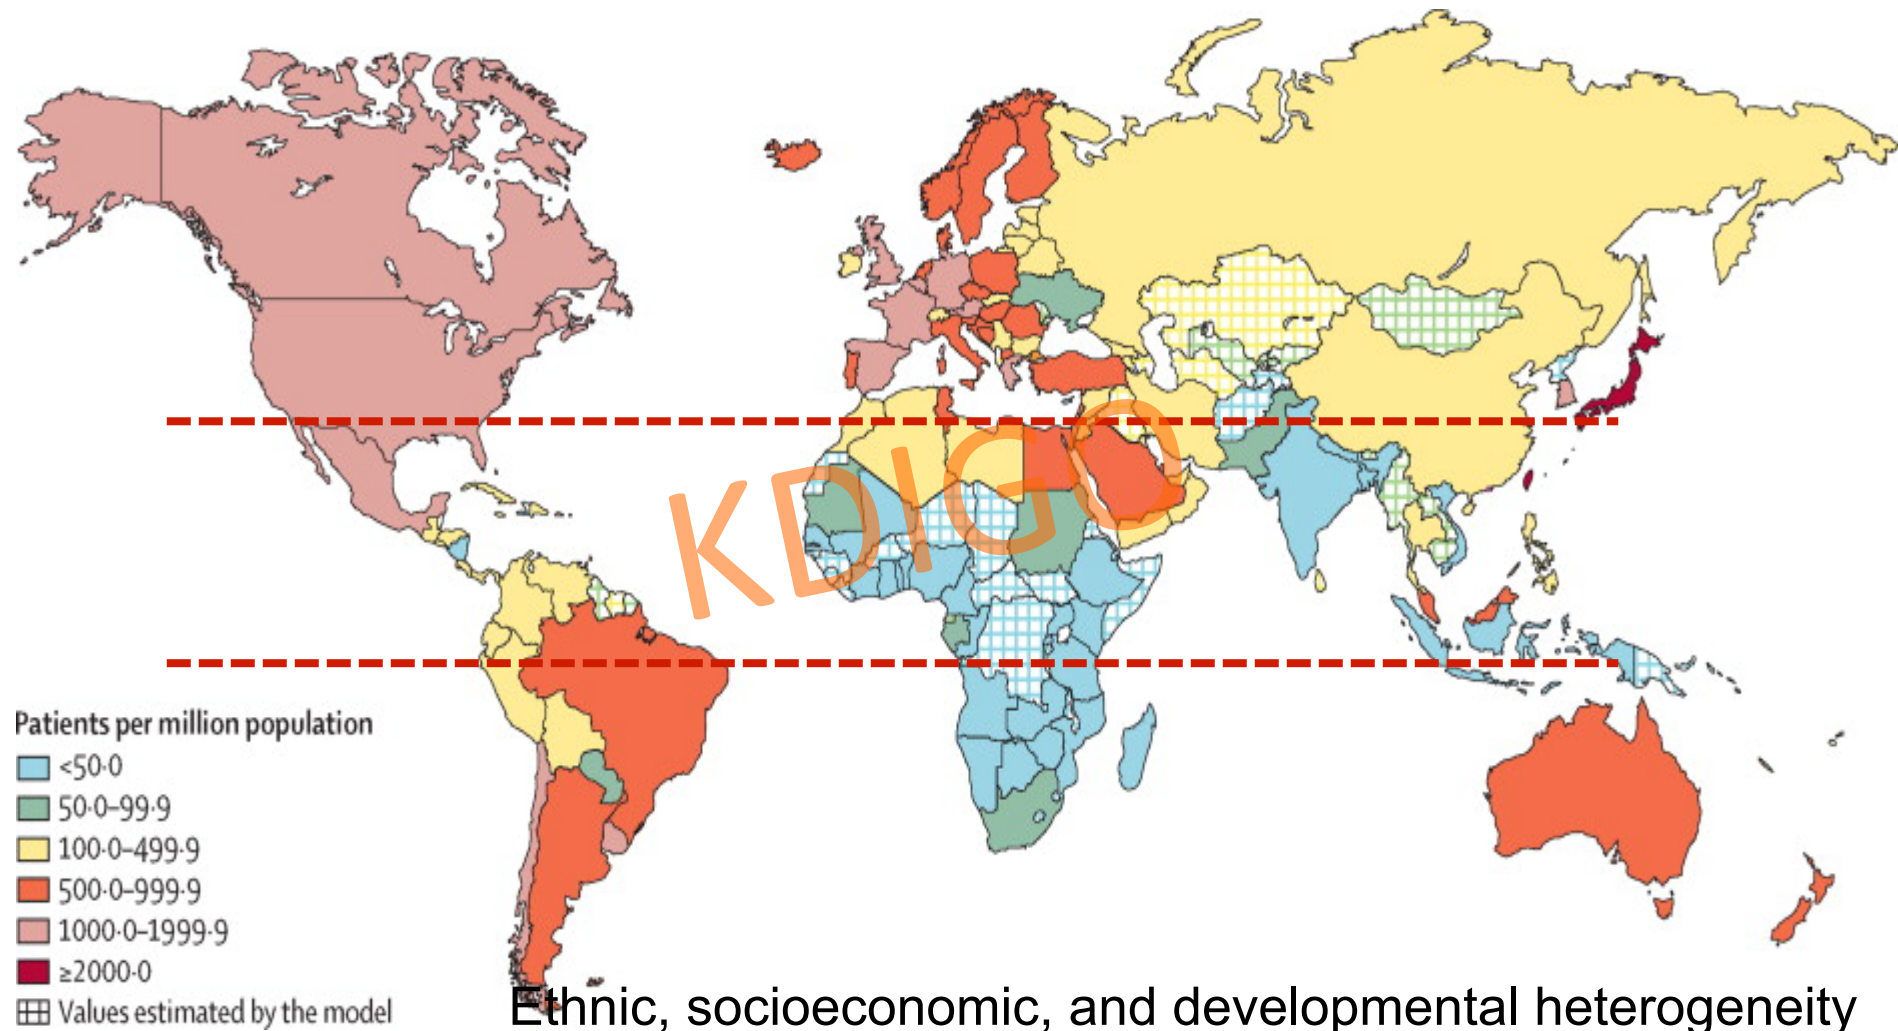 KDIGO
Patients per million population
<50·0
50·0–99·9
100·0–499·9
500·0–999·9
1000·0–1999·9
≥2000·0
Values estimated by the model
Ethnic, socioeconomic, and developmental heterogeneity